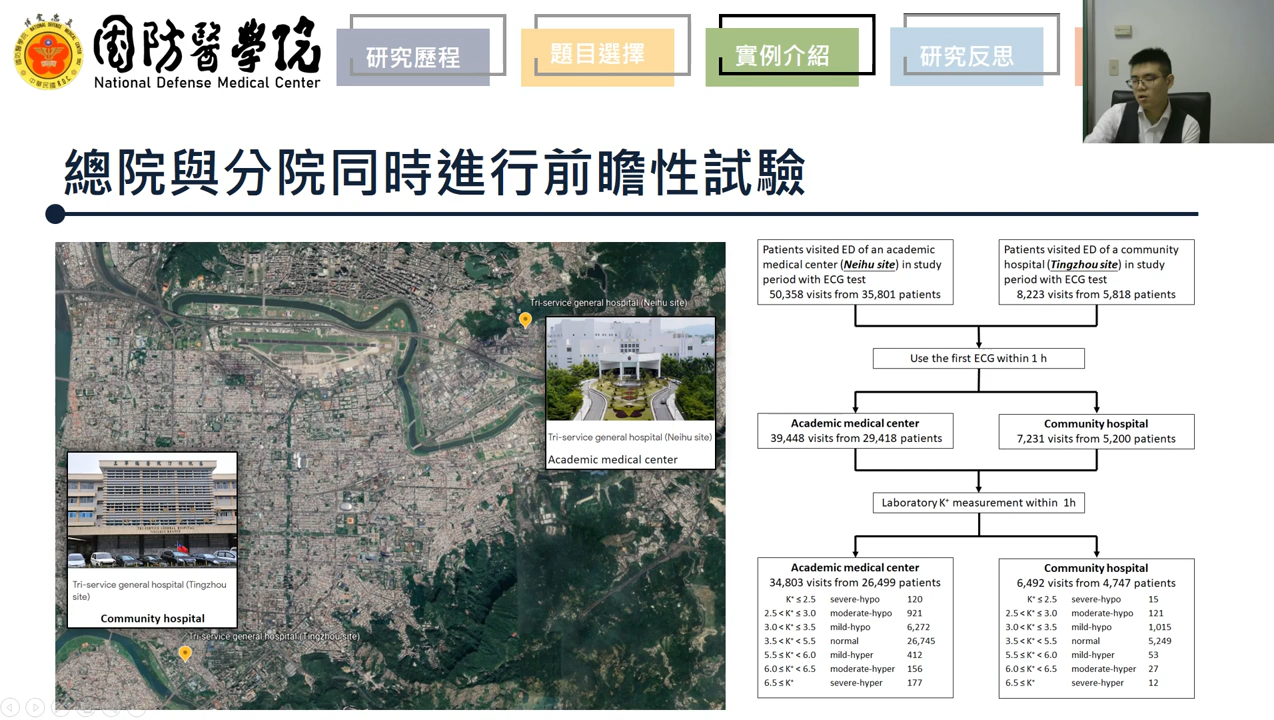 國防醫學院
National Defense Medical Center
研究歷程
題目選擇
實例介紹
研究反思
總院與分院同時進行前瞻性試驗
Tri-service general hospital (Neihu site)
Tri-service general hospital (Neihu site)
Academic medical center
Tri-service general hospital (Tingzhou
site)
Community hospital
Tri-service general hospital (Tingzhou site)
Patients visited ED of an academic
medical center (Neihu site) in study
period with ECG test
50,358 visits from 35,801 patients
Patients visited ED of a community
hospital (Tingzhou site) in study
period with ECG test
8,223 visits from 5,818 patients
Use the first ECG within 1 h
Academic medical center
39,448 visits from 29,418 patients
Community hospital
7,231 visits from 5,200 patients
Laboratory K⁺ measurement within 1h
Academic medical center
34,803 visits from 26,499 patients
K⁺ ≤ 2.5 severe-hypo 120
2.5 < K⁺ ≤ 3.0 moderate-hypo 921
3.0 < K⁺ ≤ 3.5 mild-hypo 6,272
3.5 < K⁺ < 5.5 normal 26,745
5.5 ≤ K⁺ < 6.0 mild-hyper 412
6.0 ≤ K⁺ < 6.5 moderate-hyper 156
6.5 ≤ K⁺ severe-hyper 177
Community hospital
6,492 visits from 4,747 patients
K⁺ ≤ 2.5 severe-hypo 15
2.5 < K⁺ ≤ 3.0 moderate-hypo 121
3.0 < K⁺ ≤ 3.5 mild-hypo 1,015
3.5 < K⁺ < 5.5 normal 5,249
5.5 ≤ K⁺ < 6.0 mild-hyper 53
6.0 ≤ K⁺ < 6.5 moderate-hyper 27
6.5 ≤ K⁺ severe-hyper 12